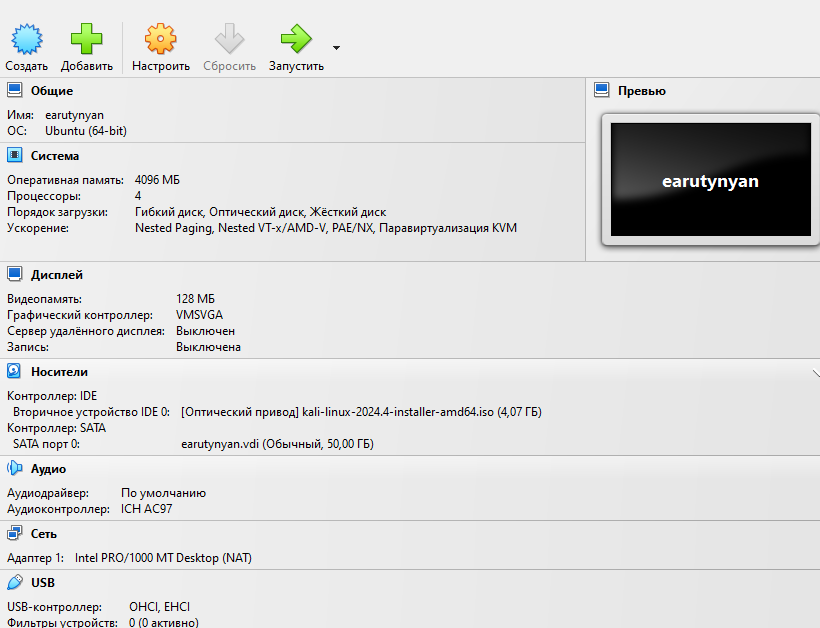 Создать Добавить Настроить Сбросить Запустить
Общие
Имя: earutynyan
ОС: Ubuntu (64-bit)
Превью
earutynyan
Система
Оперативная память: 4096 МБ
Процессоры: 4
Порядок загрузки: Гибкий диск, Оптический диск, Жёсткий диск
Ускорение: Nested Paging, Nested VT-x/AMD-V, PAE/NX, Паравиртуализация KVM
Дисплей
Видеопамять: 128 МБ
Графический контроллер: VMSVGA
Сервер удалённого дисплея: Выключен
Запись: Выключена
Носители
Контроллер: IDE
Вторичное устройство IDE 0: [Оптический привод] kali-linux-2024.4-installer-amd64.iso (4,07 ГБ)
Контроллер: SATA
SATA порт 0: earutynyan.vdi (Обычный, 50,00 ГБ)
Аудио
Аудиодрайвер: По умолчанию
Аудиоконтроллер: ICH AC97
Сеть
Адаптер 1: Intel PRO/1000 MT Desktop (NAT)
USB
USB-контроллер: OHCI, EHCI
Фильтры устройств: 0 (0 активно)